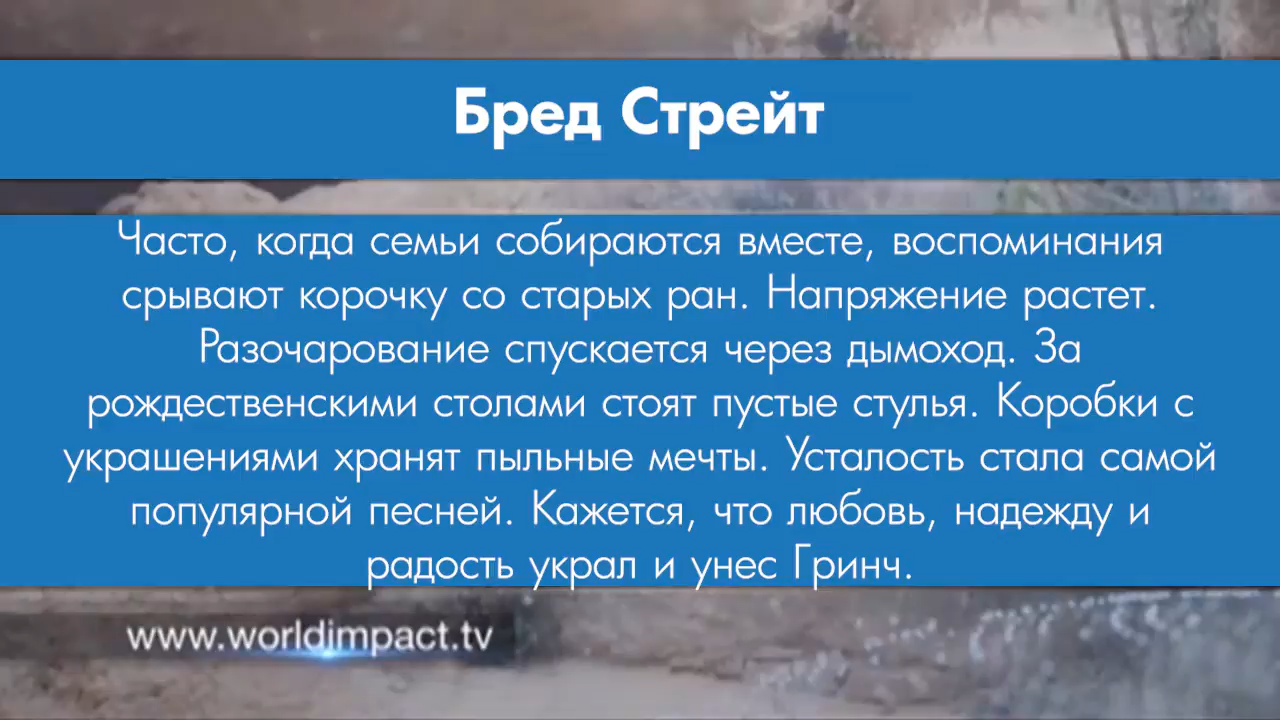 Бред Стрейт
Часто, когда семьи собираются вместе, воспоминания
срывают корочку со старых ран. Напряжение растет.
Разочарование спускается через дымоход. За
рождественскими столами стоят пустые стулья. Коробки с
украшениями хранят пыльные мечты. Усталость стала самой
популярной песней. Кажется, что любовь, надежду и
радость украл и унес Гринч.
www.worldimpact.tv